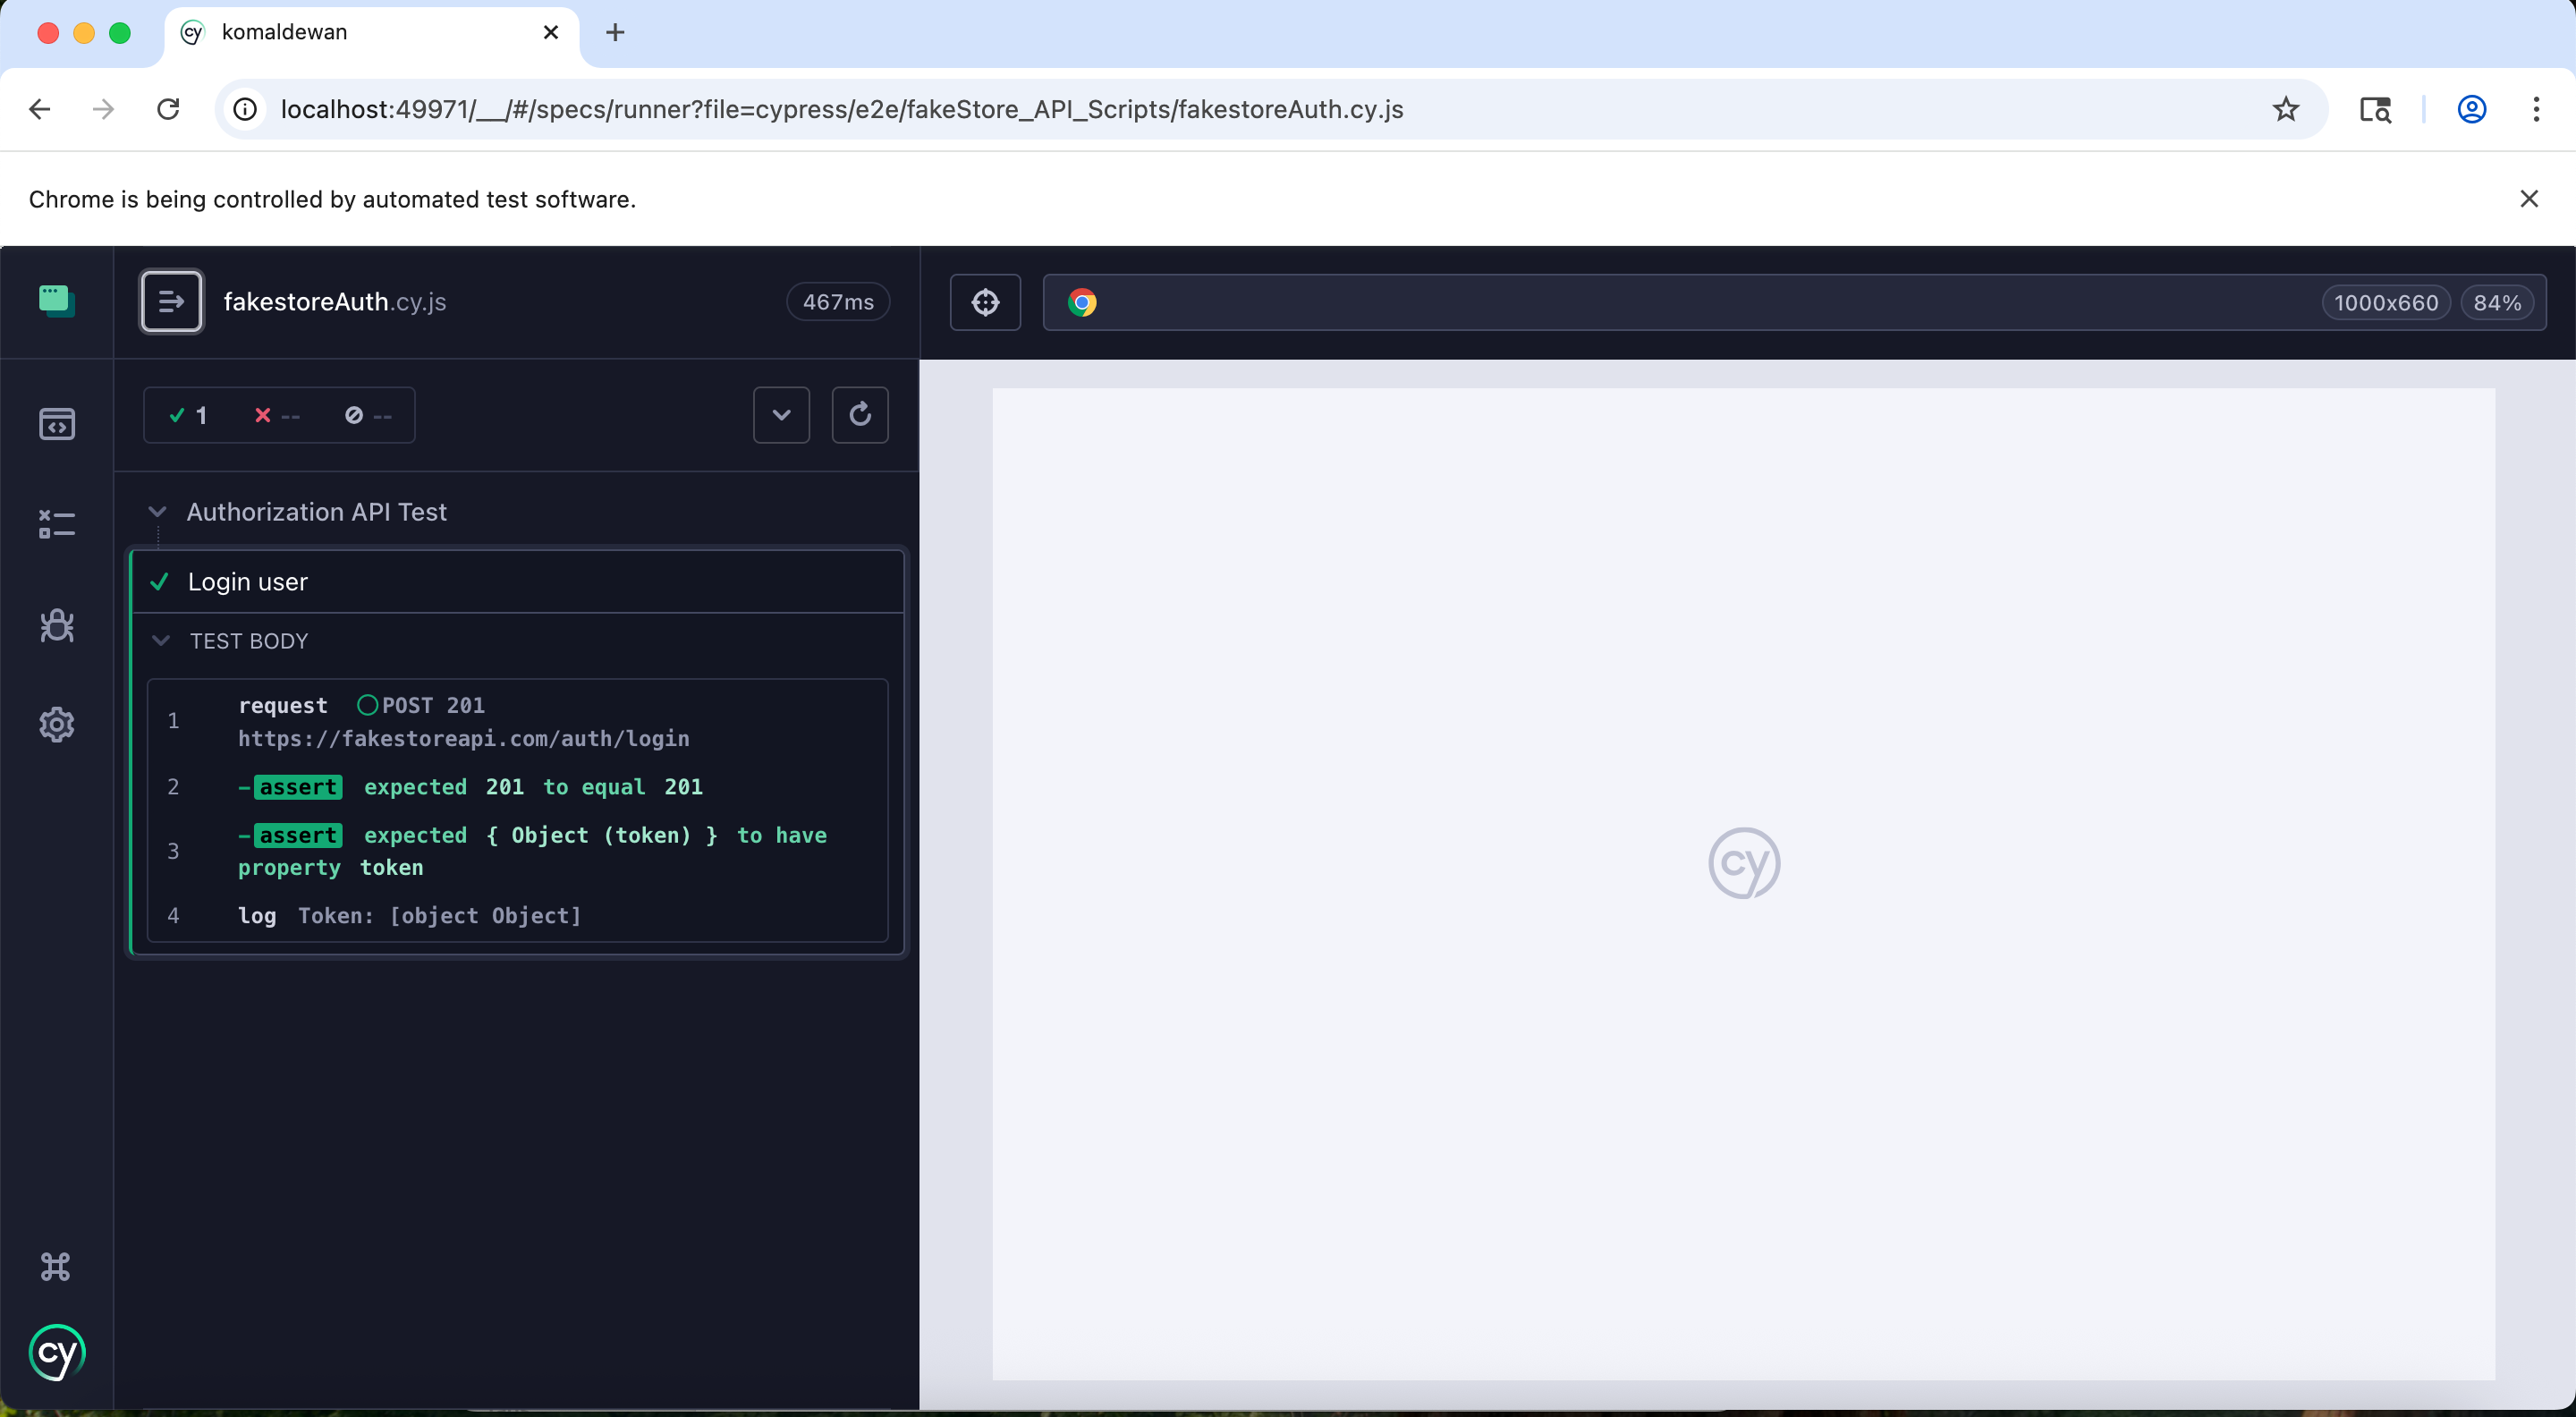 komaldewan
localhost:49971/__/#/specs/runner?file=cypress/e2e/fakeStore_API_Scripts/fakestoreAuth.cy.js
Chrome is being controlled by automated test software.
fakestoreAuth.cy.js
467ms
1000x660
84%
1 -- --
Authorization API Test
Login user
TEST BODY
1 request POST 201
https://fakestoreapi.com/auth/login
2 -assert expected 201 to equal 201
3 -assert expected { Object (token) } to have
property token
4 log Token: [object Object]
cy
cy